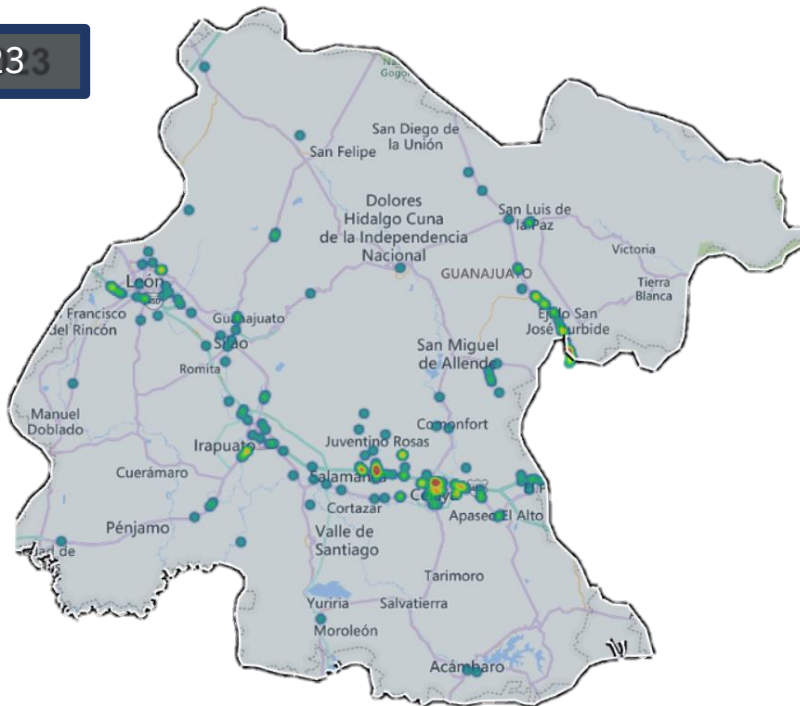 23
San Diego de
la Unión
San Felipe
Dolores
Hidalgo Cuna
de la Independencia
Nacional
San Luis de
la Paz
Victoria
GUANAJUATO
Tierra
Blanca
León
Francisco
del Rincón
Guanajuato
Silao
San José Iturbide
San Miguel
de Allende
Romita
Manuel
Doblado
Comonfort
Irapuato
Juventino Rosas
Cuerámaro
Salamanca
Celaya
Cortazar
Apaseo El Alto
Pénjamo
Valle de
Santiago
Tarimoro
Yuriria
Salvatierra
Moroleón
Acámbaro